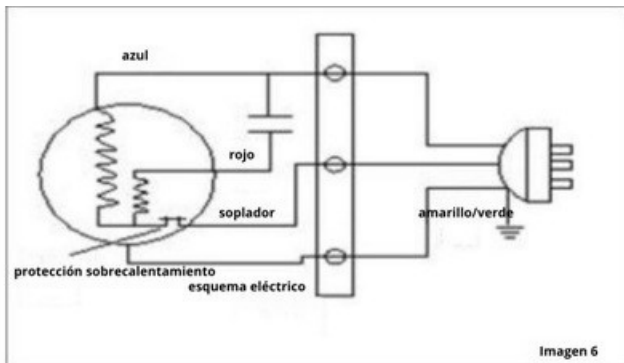 azul
rojo
soplador
amarillo/verde
protección sobrecalentamiento
esquema eléctrico
Imagen 6